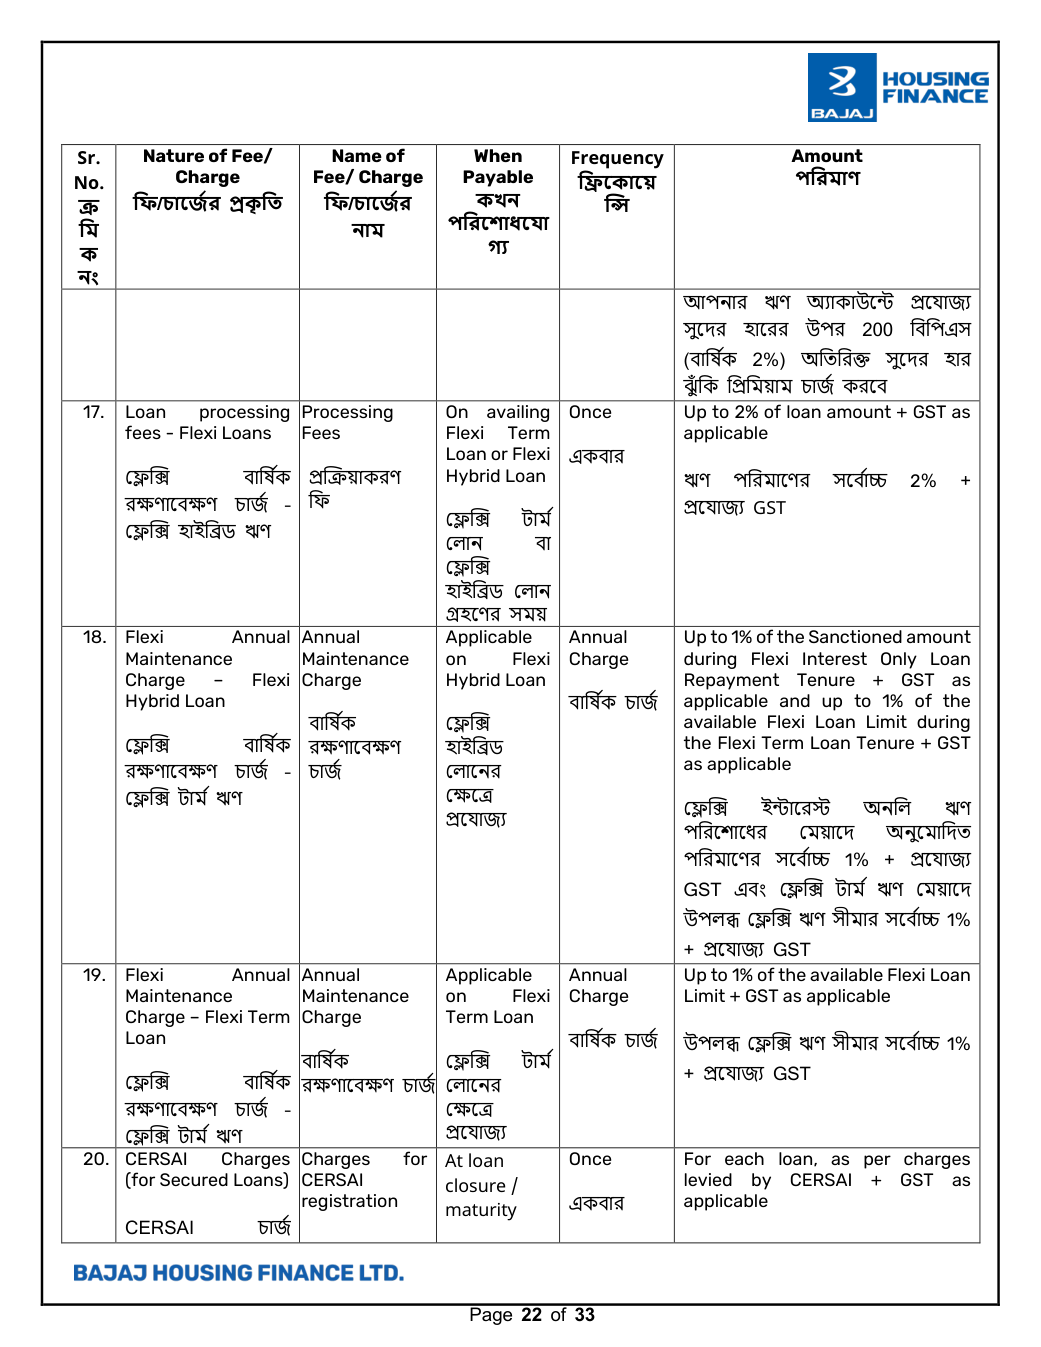 HOUSING
FINANCE
BAJAJ
Sr.
No.
ক্র
মি
ক
নং
Nature of Fee/
Charge
ফি/চার্জের প্রকৃতি
Name of
Fee/ Charge
ফি/চার্জের
নাম
When
Payable
কখন
পরিশোধযো
গ্য
Frequency
ফ্রিকোয়ে
ন্সি
Amount
পরিমাণ
আপনার ঋণ অ্যাকাউন্টে প্রযোজ্য
সুদের হারের উপর 200 বিপিএস
(বার্ষিক 2%) অতিরিক্ত সুদের হার
ঝুঁকি প্রিমিয়াম চার্জ করবে
17.
Loan processing
fees - Flexi Loans
ফ্লেক্সি বার্ষিক
রক্ষণাবেক্ষণ চার্জ -
ফ্লেক্সি হাইব্রিড ঋণ
Processing
Fees
প্রক্রিয়াকরণ
ফি
On availing
Flexi Term
Loan or Flexi
Hybrid Loan
ফ্লেক্সি টার্ম
লোন বা
ফ্লেক্সি
হাইব্রিড লোন
গ্রহণের সময়
Once
একবার
Up to 2% of loan amount + GST as
applicable
ঋণ পরিমাণের সর্বোচ্চ 2% +
প্রযোজ্য GST
18.
Flexi Annual
Maintenance
Charge – Flexi
Hybrid Loan
ফ্লেক্সি বার্ষিক
রক্ষণাবেক্ষণ চার্জ -
ফ্লেক্সি টার্ম ঋণ
Annual
Maintenance
Charge
বার্ষিক
রক্ষণাবেক্ষণ
চার্জ
Applicable
on Flexi
Hybrid Loan
ফ্লেক্সি
হাইব্রিড
লোনের
ক্ষেত্রে
প্রযোজ্য
Annual
Charge
বার্ষিক চার্জ
Up to 1% of the Sanctioned amount
during Flexi Interest Only Loan
Repayment Tenure + GST as
applicable and up to 1% of the
available Flexi Loan Limit during
the Flexi Term Loan Tenure + GST
as applicable
ফ্লেক্সি ইন্টারেস্ট অনলি ঋণ
পরিশোধের মেয়াদে অনুমোদিত
পরিমাণের সর্বোচ্চ 1% + প্রযোজ্য
GST এবং ফ্লেক্সি টার্ম ঋণ মেয়াদে
উপলব্ধ ফ্লেক্সি ঋণ সীমার সর্বোচ্চ 1%
+ প্রযোজ্য GST
19.
Flexi Annual
Maintenance
Charge – Flexi Term
Loan
ফ্লেক্সি বার্ষিক
রক্ষণাবেক্ষণ চার্জ -
ফ্লেক্সি টার্ম ঋণ
Annual
Maintenance
Charge
বার্ষিক
রক্ষণাবেক্ষণ চার্জ
Applicable
on Flexi
Term Loan
ফ্লেক্সি টার্ম
লোনের
ক্ষেত্রে
প্রযোজ্য
Annual
Charge
বার্ষিক চার্জ
Up to 1% of the available Flexi Loan
Limit + GST as applicable
উপলব্ধ ফ্লেক্সি ঋণ সীমার সর্বোচ্চ 1%
+ প্রযোজ্য GST
20.
CERSAI Charges
(for Secured Loans)
CERSAI চার্জ
Charges for
CERSAI
registration
At loan
closure /
maturity
Once
একবার
For each loan, as per charges
levied by CERSAI + GST as
applicable
BAJAJ HOUSING FINANCE LTD.
Page 22 of 33